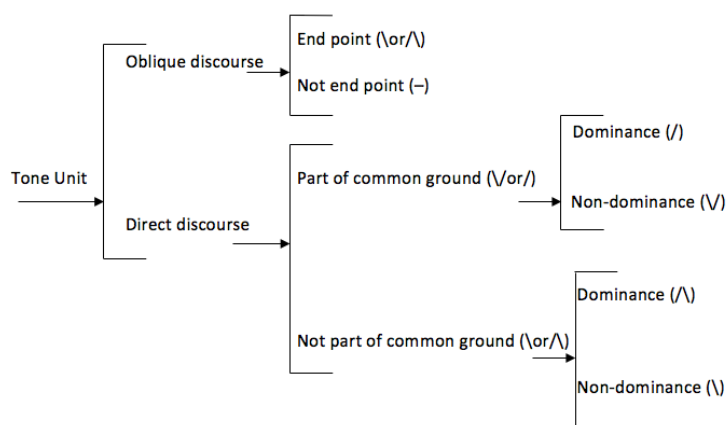 Tone Unit
Oblique discourse
End point (\or/\)
Not end point (–)
Direct discourse
Part of common ground (\/or/)
Dominance (/)
Non-dominance (\/)
Not part of common ground (\or/\)
Dominance (/\)
Non-dominance (\)